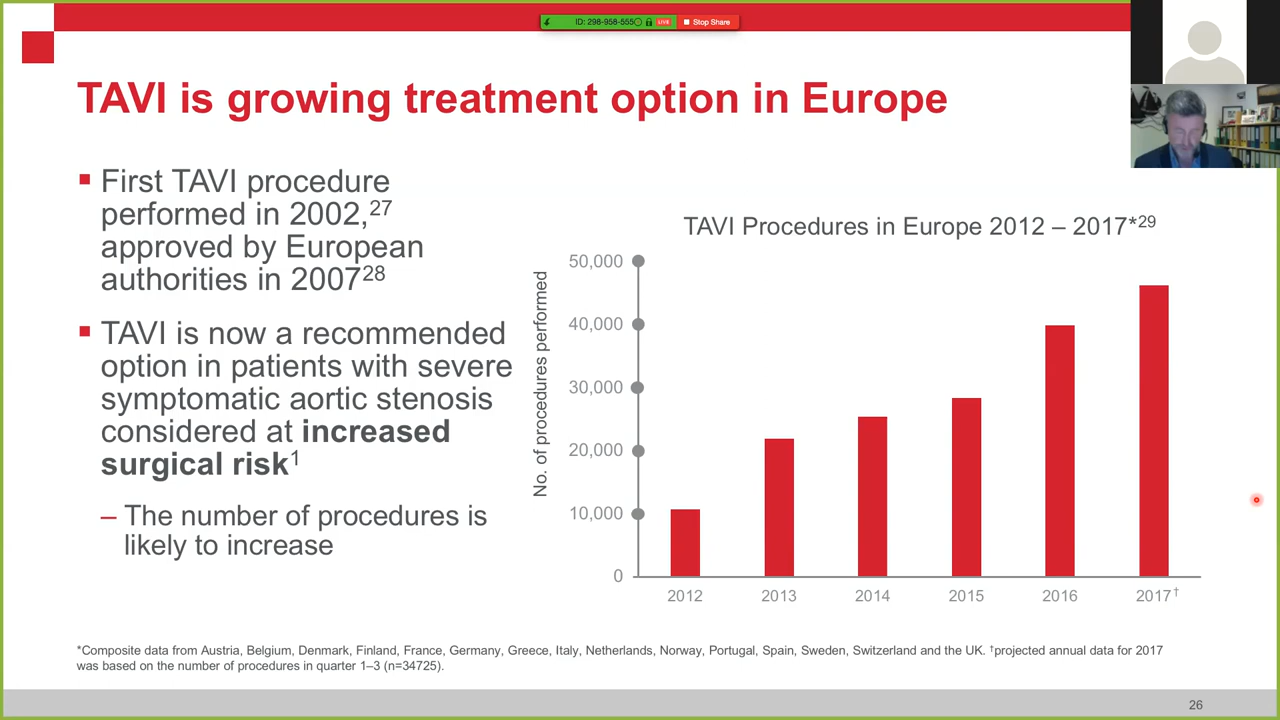 ID: 298-958-555
LIVE
Stop Share
TAVI is growing treatment option in Europe
▪ First TAVI procedure
performed in 2002,27
approved by European
authorities in 200728
▪ TAVI is now a recommended
option in patients with severe
symptomatic aortic stenosis
considered at increased
surgical risk1
– The number of procedures is
likely to increase
TAVI Procedures in Europe 2012 – 2017*29
No. of procedures performed
50,000
40,000
30,000
20,000
10,000
0
2012 2013 2014 2015 2016 2017†
*Composite data from Austria, Belgium, Denmark, Finland, France, Germany, Greece, Italy, Netherlands, Norway, Portugal, Spain, Sweden, Switzerland and the UK. †projected annual data for 2017
was based on the number of procedures in quarter 1–3 (n=34725).
26